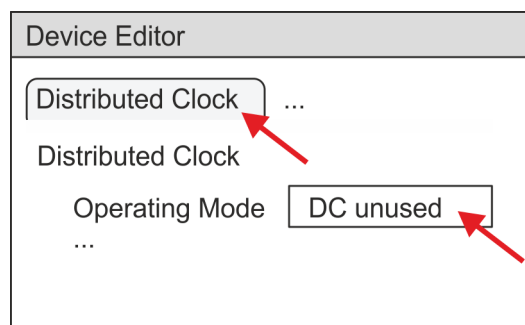 Device Editor
Distributed Clock ...
Distributed Clock
Operating Mode DC unused
...